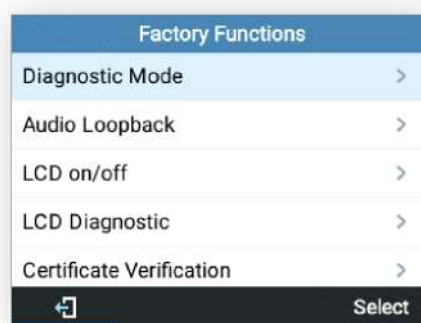 Factory Functions
Diagnostic Mode
Audio Loopback
LCD on/off
LCD Diagnostic
Certificate Verification
Select